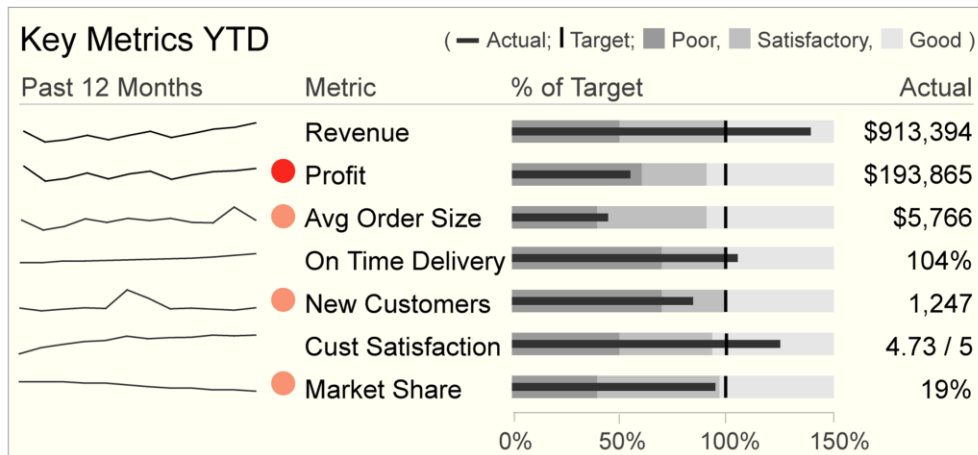 Key Metrics YTD ( Actual; Target; Poor, Satisfactory, Good )
Past 12 Months Metric % of Target Actual
Revenue $913,394
Profit $193,865
Avg Order Size $5,766
On Time Delivery 104%
New Customers 1,247
Cust Satisfaction 4.73 / 5
Market Share 19%
0% 50% 100% 150%